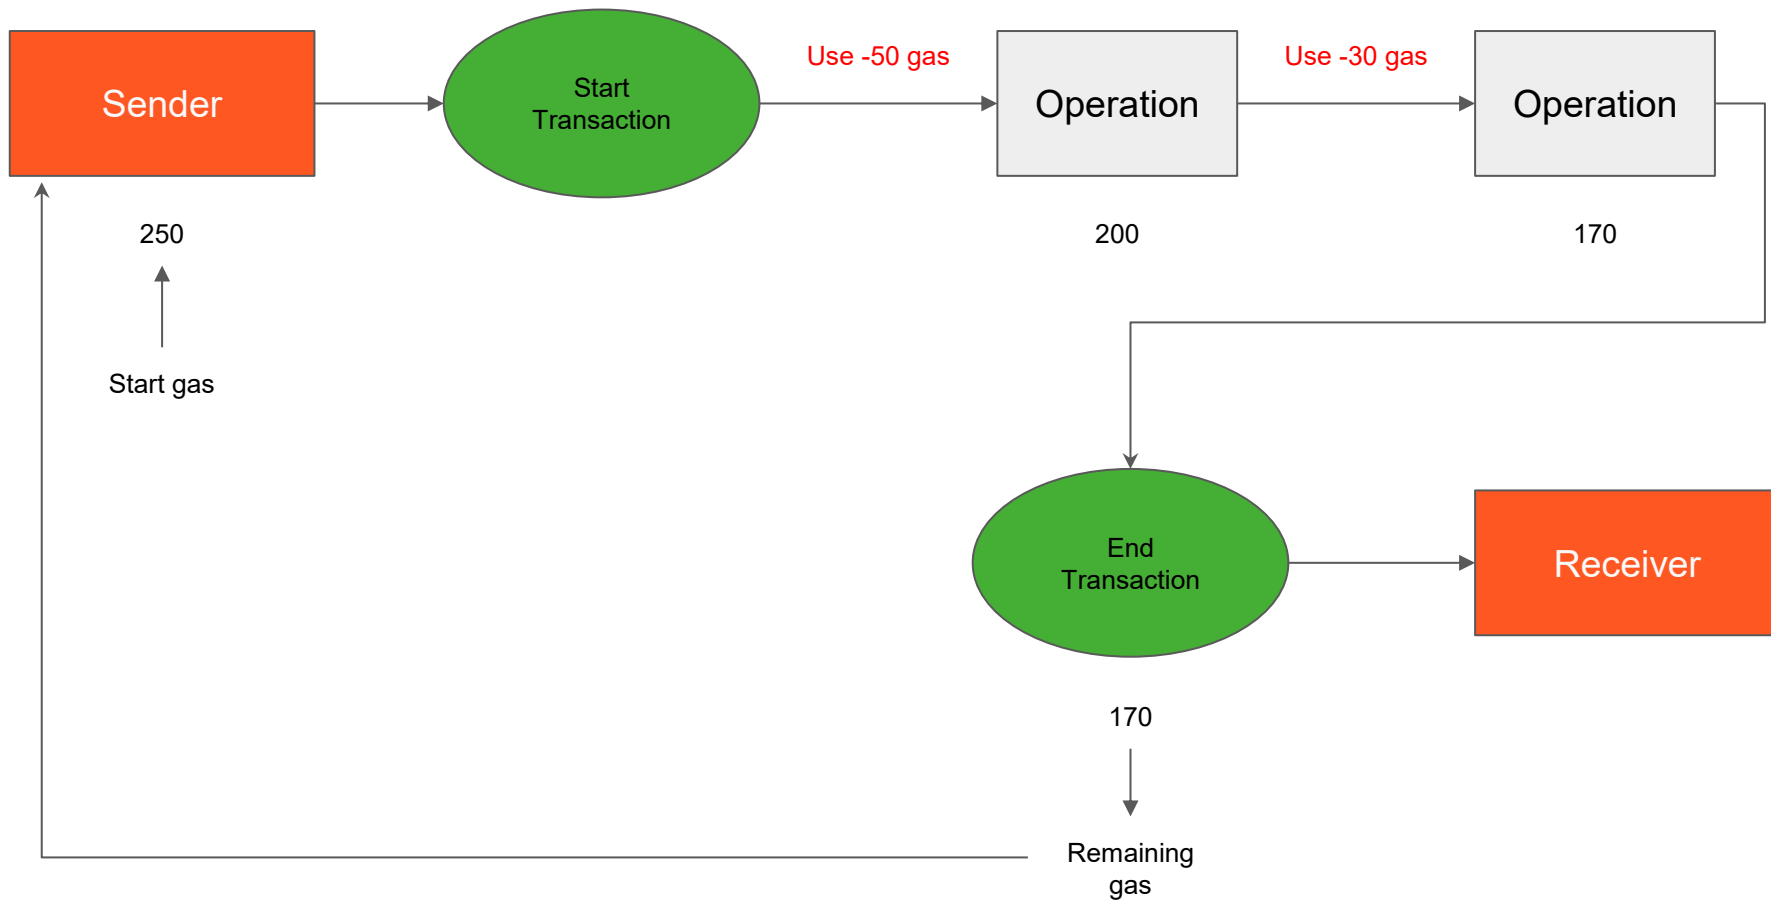 Sender
Start
Transaction
Use -50 gas
Operation
Use -30 gas
Operation
250
200
170
Start gas
End
Transaction
Receiver
170
Remaining
gas